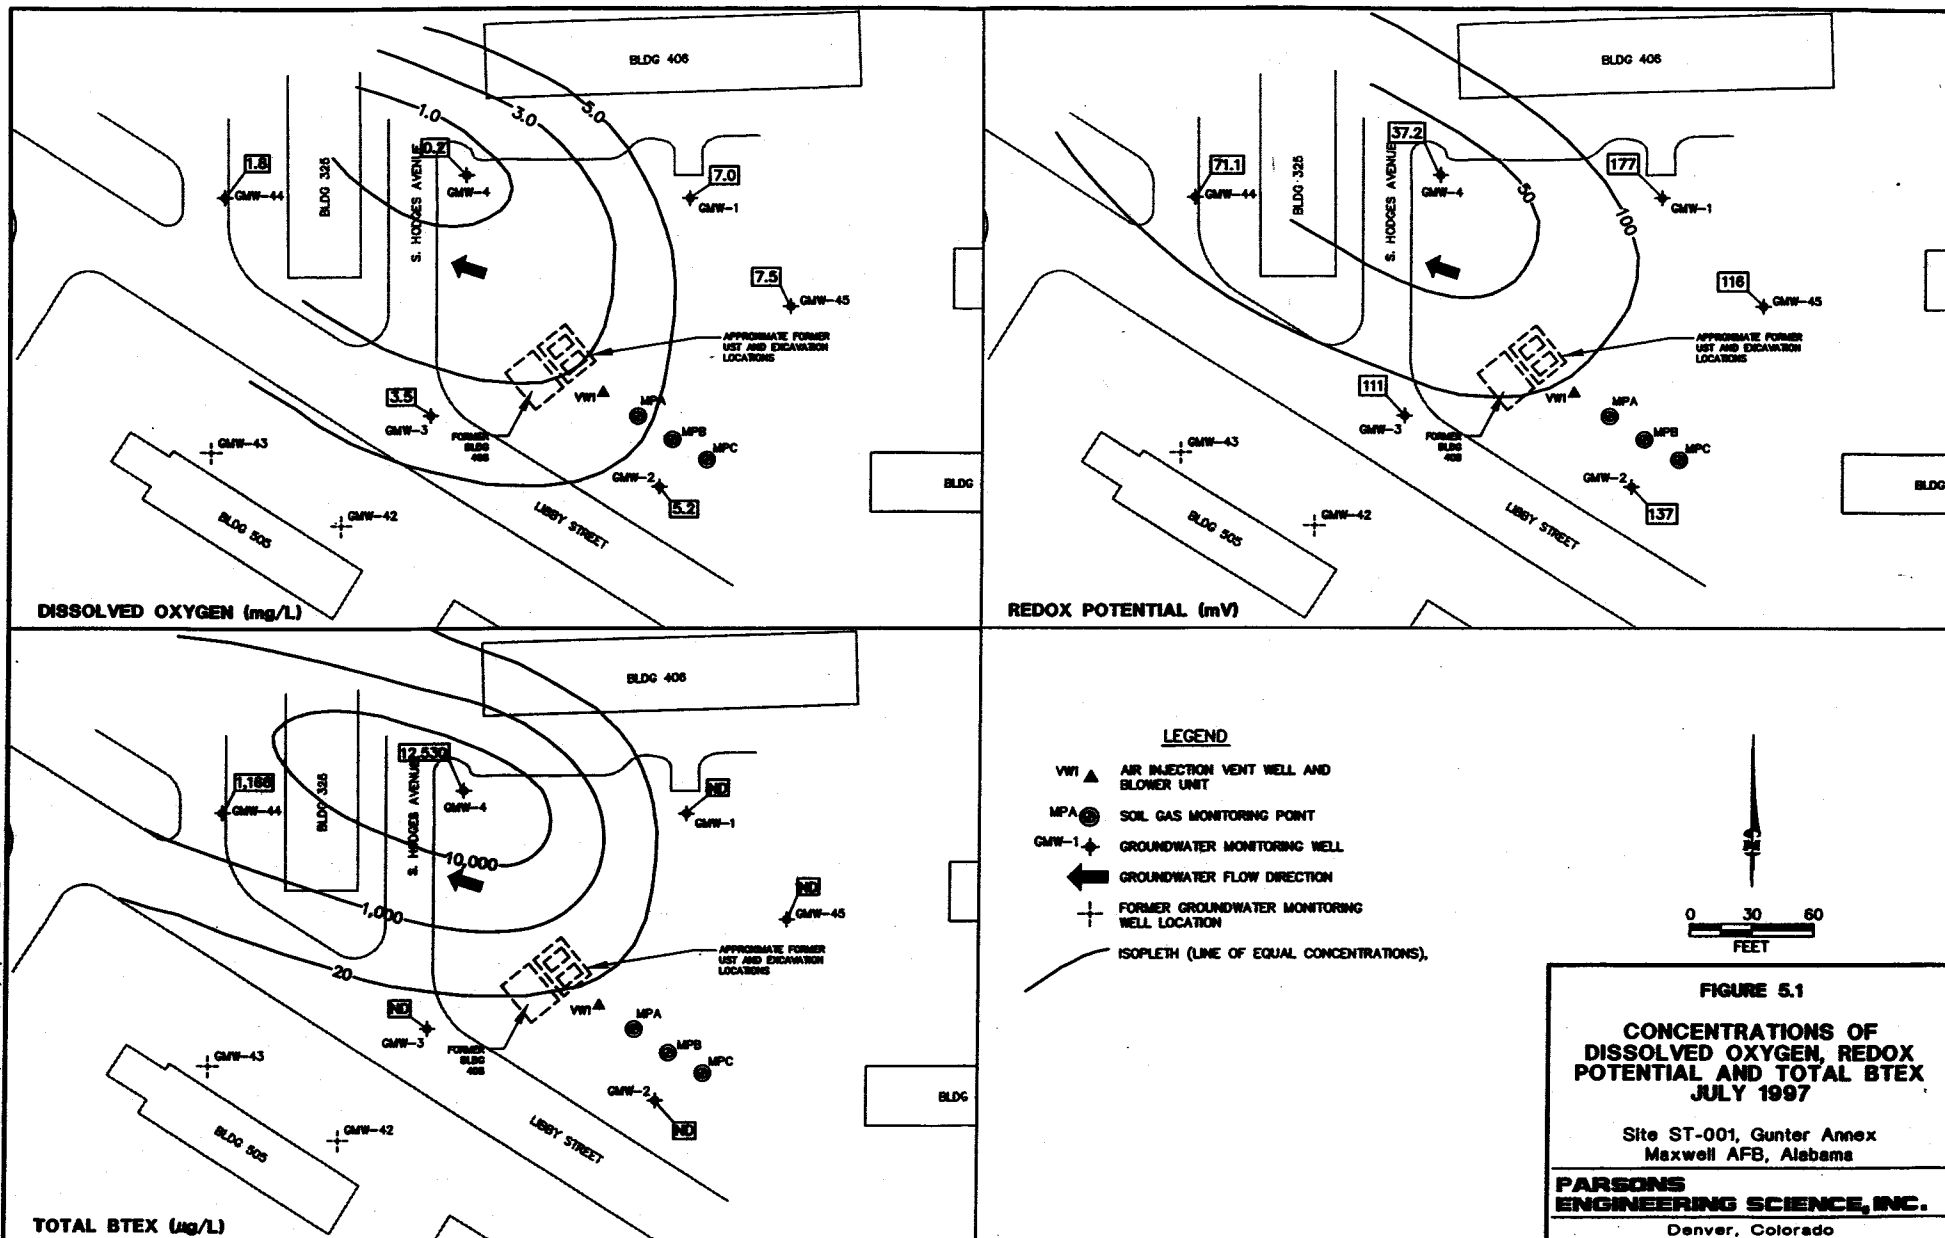 BLDG 406
1.0
3.0
5.0
0.2
1.8
GMW-44
BLDG 325
S. HODGES AVENUE
GMW-4
7.0
GMW-1
7.5
GMW-45
APPROXIMATE FORMER
UST AND EXCAVATION
LOCATIONS
3.5
GMW-3
VW1
MPA
MPB
MPC
FORMER
BLDG
GMW-43
GMW-2
5.2
BLDG
GMW-42
BLDG 505
LIBBY STREET
DISSOLVED OXYGEN (mg/L)
BLDG 406
37.2
71.1
GMW-44
BLDG 325
S. HODGES AVENUE
GMW-4
177
GMW-1
50
100
116
GMW-45
APPROXIMATE FORMER
UST AND EXCAVATION
LOCATIONS
111
GMW-3
VW1
MPA
MPB
MPC
FORMER
BLDG
GMW-43
GMW-2
137
BLDG
GMW-42
BLDG 505
LIBBY STREET
REDOX POTENTIAL (mV)
BLDG 406
12,530
GMW-44
BLDG 325
S. HODGES AVENUE
GMW-4
ND
GMW-1
10,000
1,000
20
ND
GMW-45
APPROXIMATE FORMER
UST AND EXCAVATION
LOCATIONS
ND
GMW-3
VW1
MPA
MPB
MPC
FORMER
BLDG
GMW-43
GMW-2
ND
BLDG
GMW-42
BLDG 505
LIBBY STREET
TOTAL BTEX (µg/L)
LEGEND
VW1 AIR INJECTION VENT WELL AND
BLOWER UNIT
MPA SOIL GAS MONITORING POINT
GMW-1 GROUNDWATER MONITORING WELL
GROUNDWATER FLOW DIRECTION
FORMER GROUNDWATER MONITORING
WELL LOCATION
ISOPLETH (LINE OF EQUAL CONCENTRATIONS).
0 30 60
FEET
FIGURE 5.1
CONCENTRATIONS OF
DISSOLVED OXYGEN, REDOX
POTENTIAL AND TOTAL BTEX
JULY 1997
Site ST-001, Gunter Annex
Maxwell AFB, Alabama
PARSONS
ENGINEERING SCIENCE, INC.
Denver, Colorado